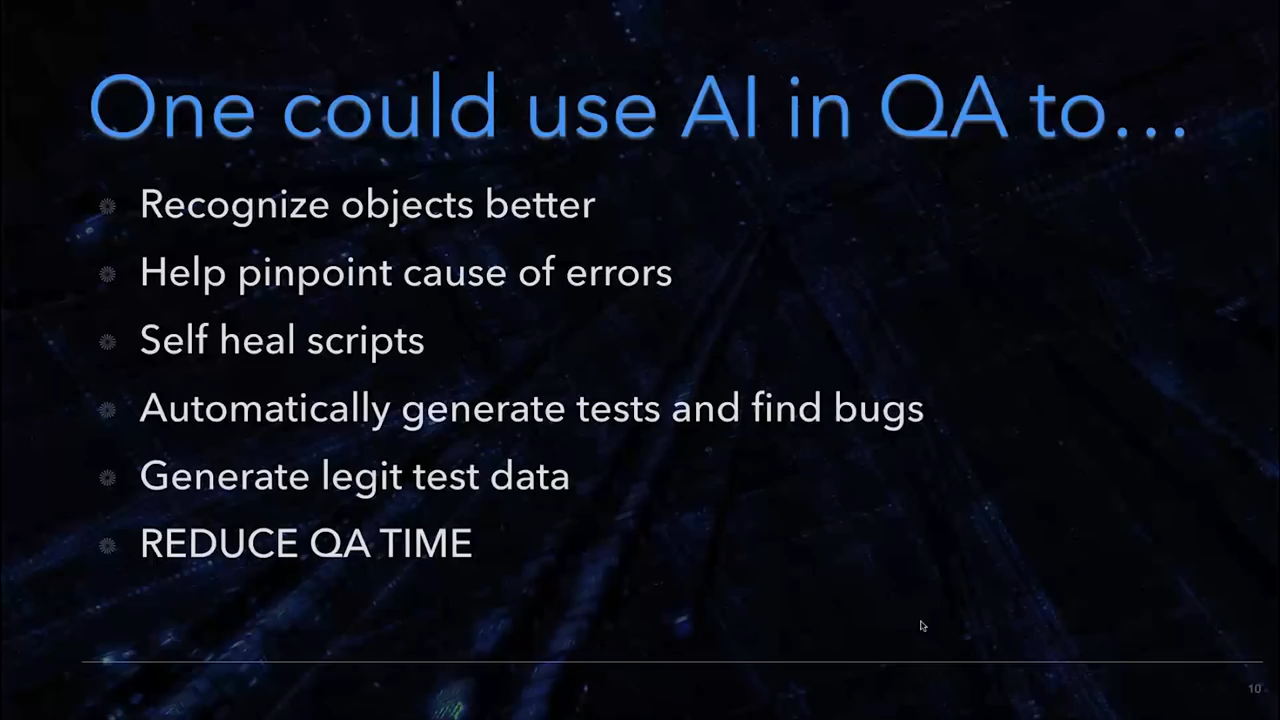 One could use AI in QA to...
Recognize objects better
Help pinpoint cause of errors
Self heal scripts
Automatically generate tests and find bugs
Generate legit test data
REDUCE QA TIME
10